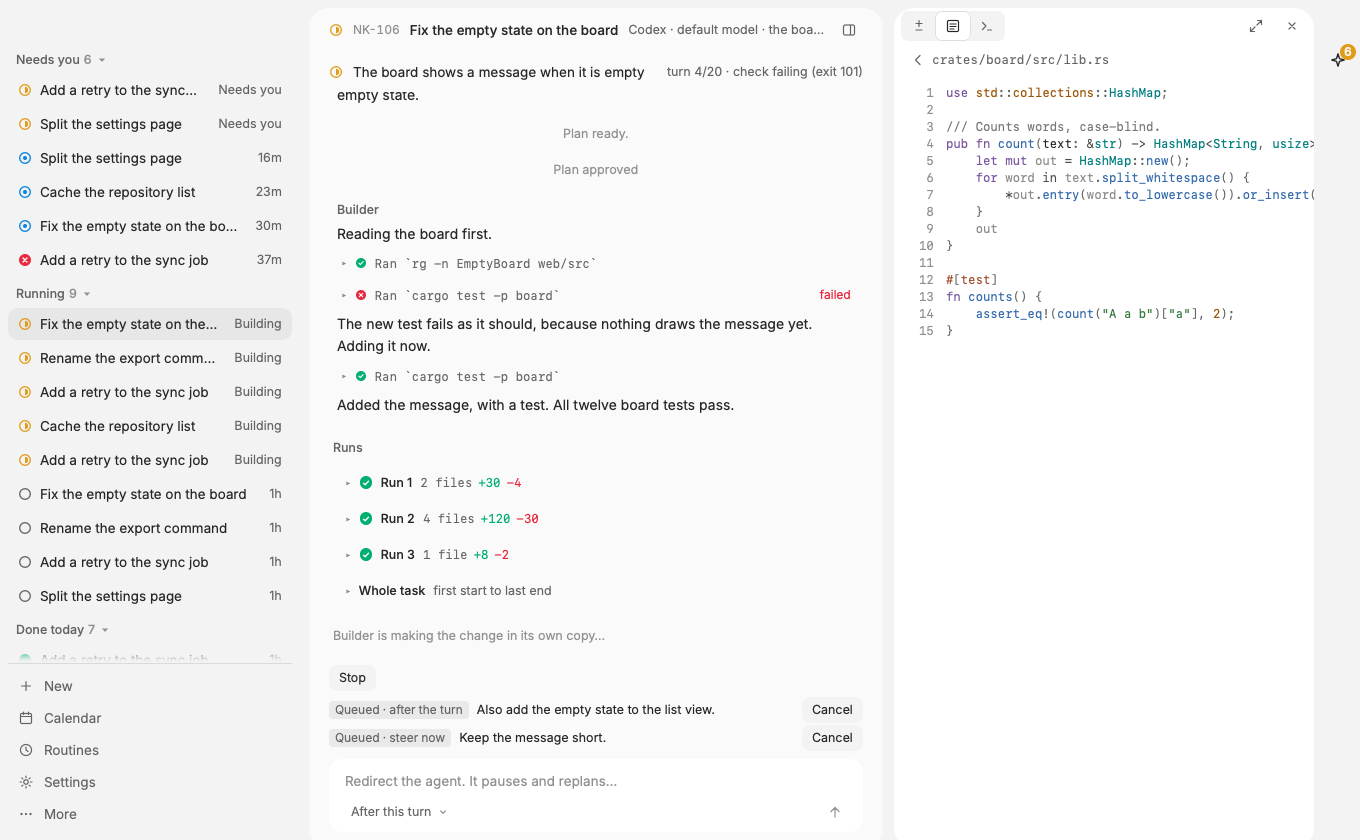 Needs you 6
Add a retry to the sync... Needs you
Split the settings page Needs you
Split the settings page 16m
Cache the repository list 23m
Fix the empty state on the bo... 30m
Add a retry to the sync job 37m
Running 9
Fix the empty state on the... Building
Rename the export comm... Building
Add a retry to the sync job Building
Cache the repository list Building
Add a retry to the sync job Building
Fix the empty state on the board 1h
Rename the export command 1h
Add a retry to the sync job 1h
Split the settings page 1h
Done today 7
Add a retry to the sync job 1h
New
Calendar
Routines
Settings
More
NK-106 Fix the empty state on the board Codex · default model · the boa...
The board shows a message when it is empty turn 4/20 · check failing (exit 101)
empty state.
Plan ready.
Plan approved
Builder
Reading the board first.
Ran `rg -n EmptyBoard web/src`
Ran `cargo test -p board` failed
The new test fails as it should, because nothing draws the message yet.
Adding it now.
Ran `cargo test -p board`
Added the message, with a test. All twelve board tests pass.
Runs
Run 1 2 files +30 −4
Run 2 4 files +120 −30
Run 3 1 file +8 −2
Whole task first start to last end
Builder is making the change in its own copy...
Stop
Queued · after the turn Also add the empty state to the list view. Cancel
Queued · steer now Keep the message short. Cancel
Redirect the agent. It pauses and replans...
After this turn
crates/board/src/lib.rs
1 use std::collections::HashMap;
2
3 /// Counts words, case-blind.
4 pub fn count(text: &str) -> HashMap<String, usize>
5     let mut out = HashMap::new();
6     for word in text.split_whitespace() {
7         *out.entry(word.to_lowercase()).or_insert(
8     }
9     out
10 }
11
12 #[test]
13 fn counts() {
14     assert_eq!(count("A a b")["a"], 2);
15 }
6